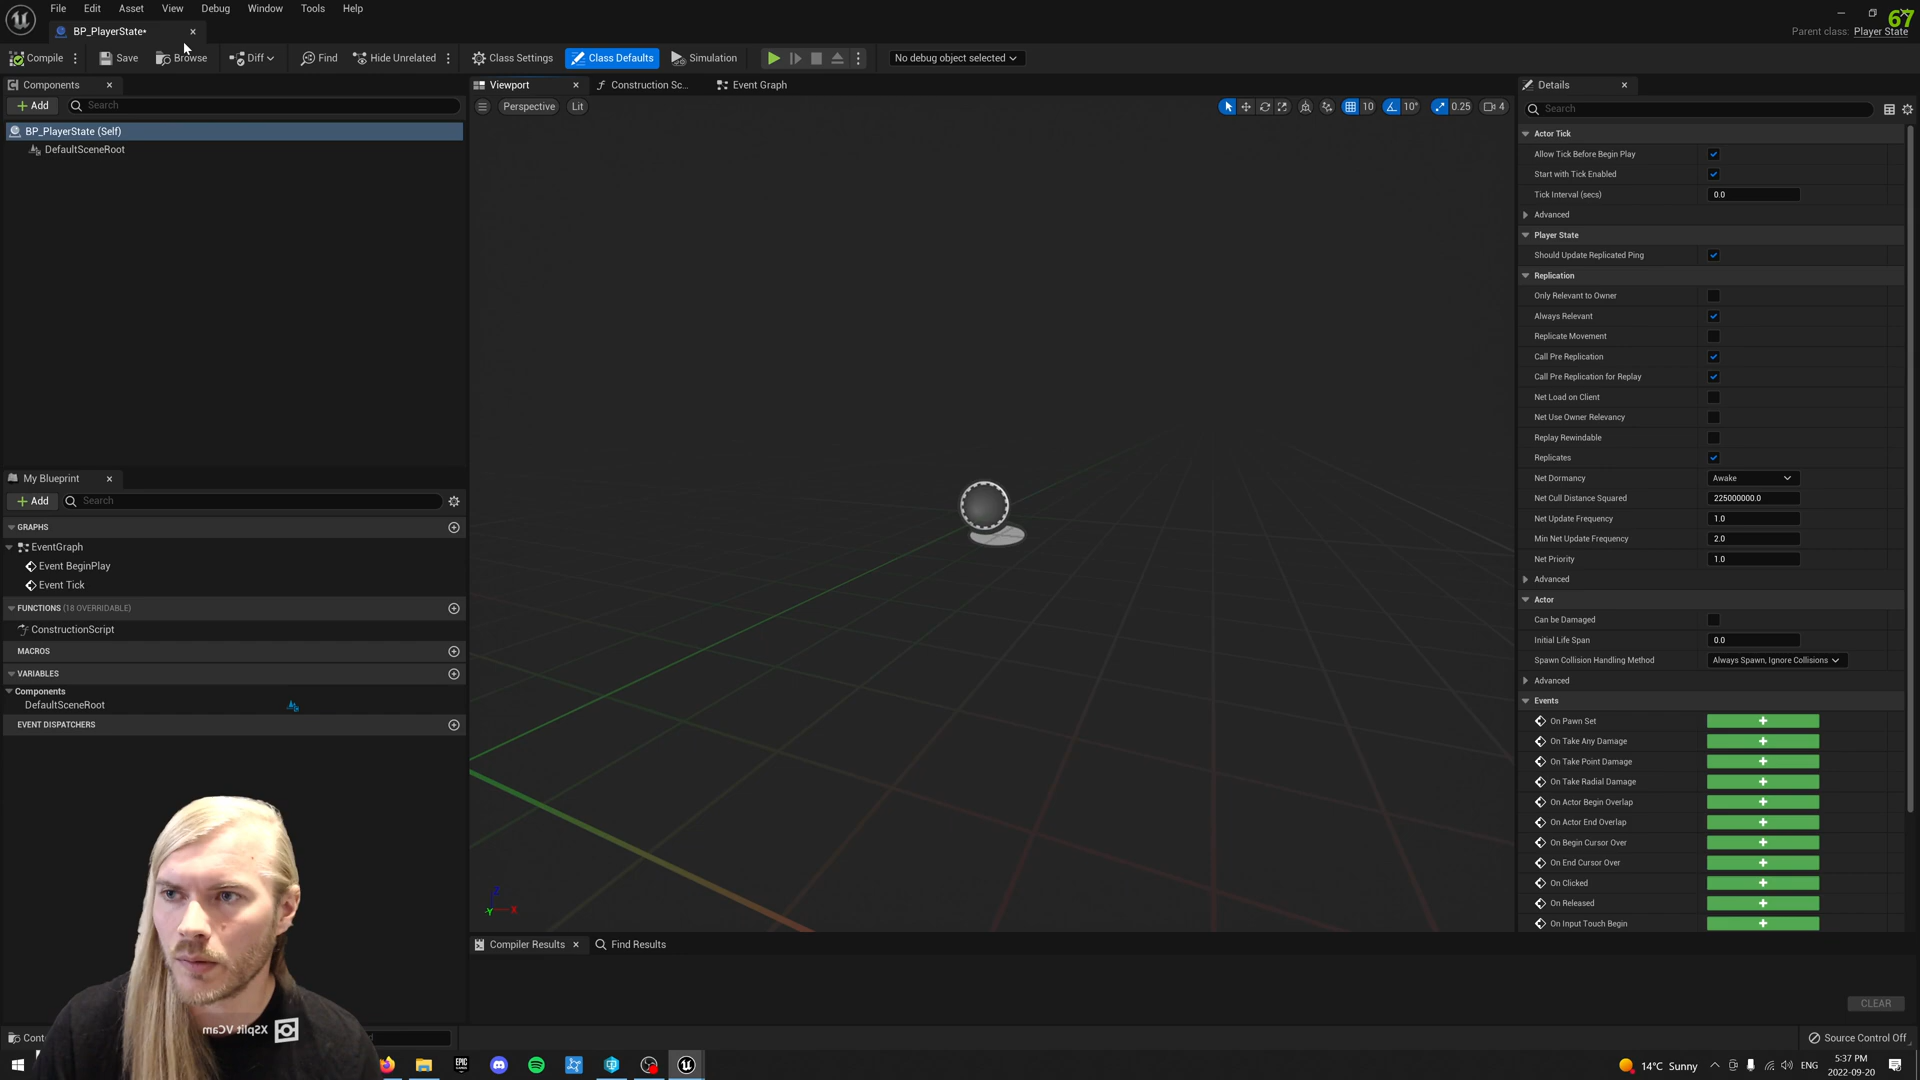 File Edit Asset View Debug Window Tools Help
67
BP_PlayerState*
Parent class: Player State
Compile Save Browse Diff Find Hide Unrelated Class Settings Class Defaults Simulation No debug object selected
Components
Add Search
BP_PlayerState (Self)
DefaultSceneRoot
Viewport Construction Sc... Event Graph
Perspective Lit
10 10° 0.25 4
My Blueprint
Add Search
GRAPHS
EventGraph
Event BeginPlay
Event Tick
FUNCTIONS (18 OVERRIDABLE)
ConstructionScript
MACROS
VARIABLES
Components
DefaultSceneRoot
EVENT DISPATCHERS
Z
Y X
Compiler Results Find Results
CLEAR
Details
Search
Actor Tick
Allow Tick Before Begin Play
Start with Tick Enabled
Tick Interval (secs) 0.0
Advanced
Player State
Should Update Replicated Ping
Replication
Only Relevant to Owner
Always Relevant
Replicate Movement
Call Pre Replication
Call Pre Replication for Replay
Net Load on Client
Net Use Owner Relevancy
Replay Rewindable
Replicates
Net Dormancy Awake
Net Cull Distance Squared 225000000.0
Net Update Frequency 1.0
Min Net Update Frequency 2.0
Net Priority 1.0
Advanced
Actor
Can be Damaged
Initial Life Span 0.0
Spawn Collision Handling Method Always Spawn, Ignore Collisions
Advanced
Events
On Pawn Set
On Take Any Damage
On Take Point Damage
On Take Radial Damage
On Actor Begin Overlap
On Actor End Overlap
On Begin Cursor Over
On End Cursor Over
On Clicked
On Released
On Input Touch Begin
XSplit VCam
Cont
Source Control Off
EPIC GAMES
14°C Sunny ENG 5:37 PM
2022-09-20